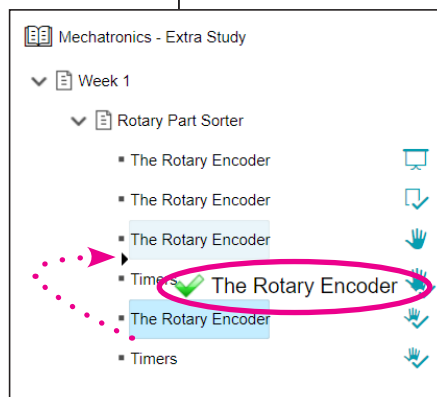 Mechatronics - Extra Study
Week 1
Rotary Part Sorter
The Rotary Encoder
The Rotary Encoder
The Rotary Encoder
Timers
The Rotary Encoder
The Rotary Encoder
Timers